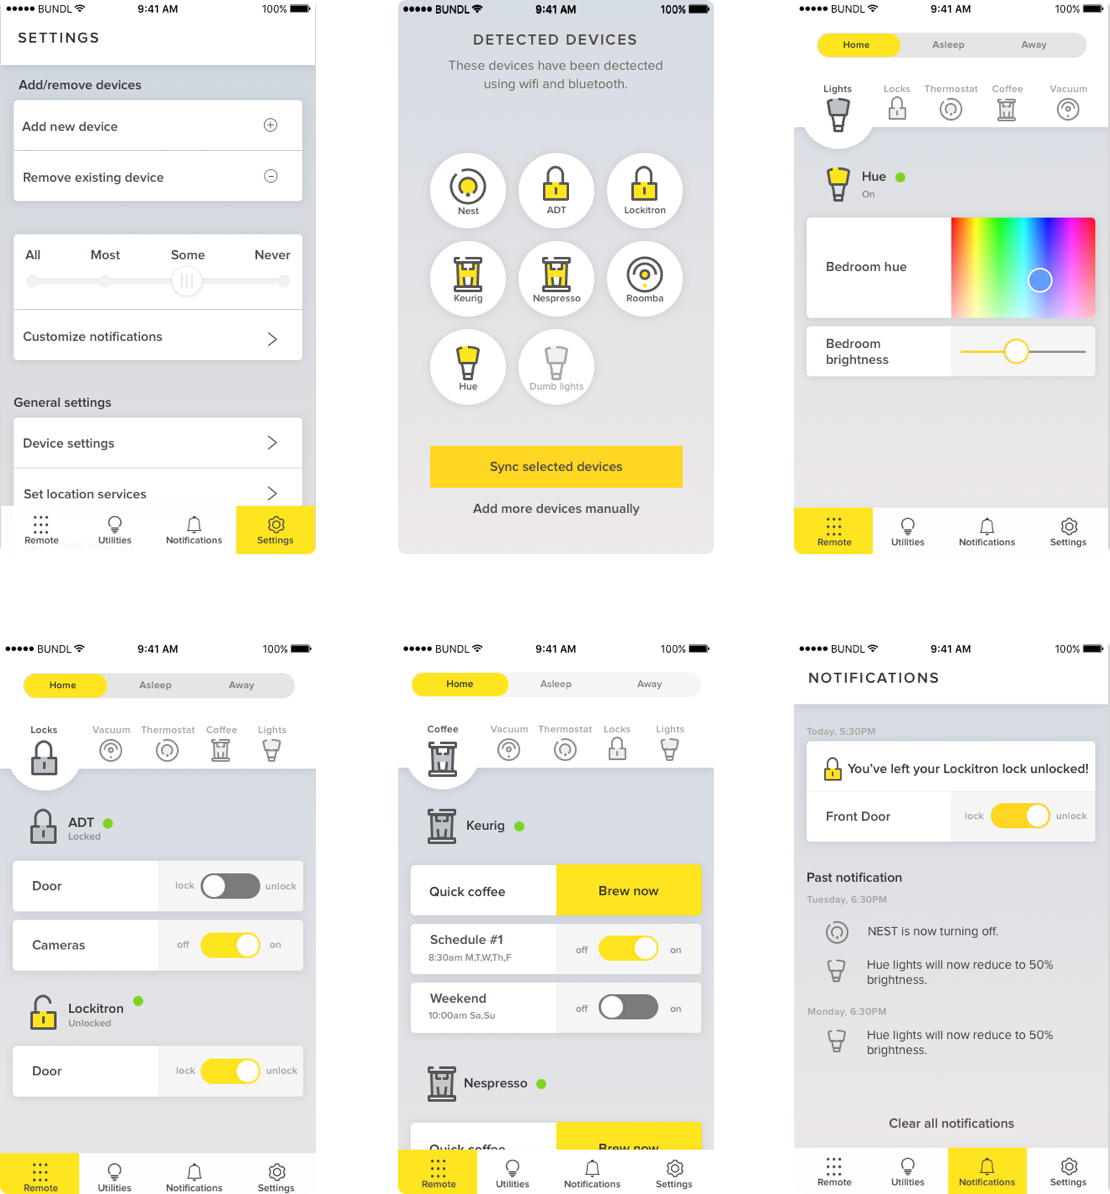 BUNDL 9:41 AM 100%
SETTINGS
Add/remove devices
Add new device
Remove existing device
All Most Some Never
Customize notifications
General settings
Device settings
Set location services
Remote Utilities Notifications Settings
BUNDL 9:41 AM 100%
DETECTED DEVICES
These devices have been dectected
using wifi and bluetooth.
Nest ADT Lockitron
Keurig Nespresso Roomba
Hue Dumb lights
Sync selected devices
Add more devices manually
BUNDL 9:41 AM 100%
Home Asleep Away
Lights Locks Thermostat Coffee Vacuum
Hue
On
Bedroom hue
Bedroom
brightness
Remote Utilities Notifications Settings
BUNDL 9:41 AM 100%
Home Asleep Away
Locks Vacuum Thermostat Coffee Lights
ADT
Locked
Door lock unlock
Cameras off on
Lockitron
Unlocked
Door lock unlock
Remote Utilities Notifications Settings
BUNDL 9:41 AM 100%
Home Asleep Away
Coffee Vacuum Thermostat Locks Lights
Keurig
Quick coffee Brew now
Schedule #1
8:30am M,T,W,Th,F
off on
Weekend
10:00am Sa,Su
off on
Nespresso
Quick coffee Brew now
Remote Utilities Notifications Settings
BUNDL 9:41 AM 100%
NOTIFICATIONS
Today, 5:30PM
You've left your Lockitron lock unlocked!
Front Door lock unlock
Past notification
Tuesday, 6:30PM
NEST is now turning off.
Hue lights will now reduce to 50%
brightness.
Monday, 6:30PM
Hue lights will now reduce to 50%
brightness.
Clear all notifications
Remote Utilities Notifications Settings